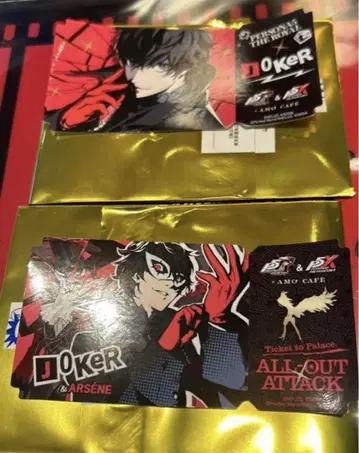 PERSONA5
THE ROYAL
×
JOKER
P5R & P5X
× AMO CAFE
P5R & P5X
× AMO CAFE
Ticket to Palace.
ALL-OUT
ATTACK
JOKER
& ARSÈNE